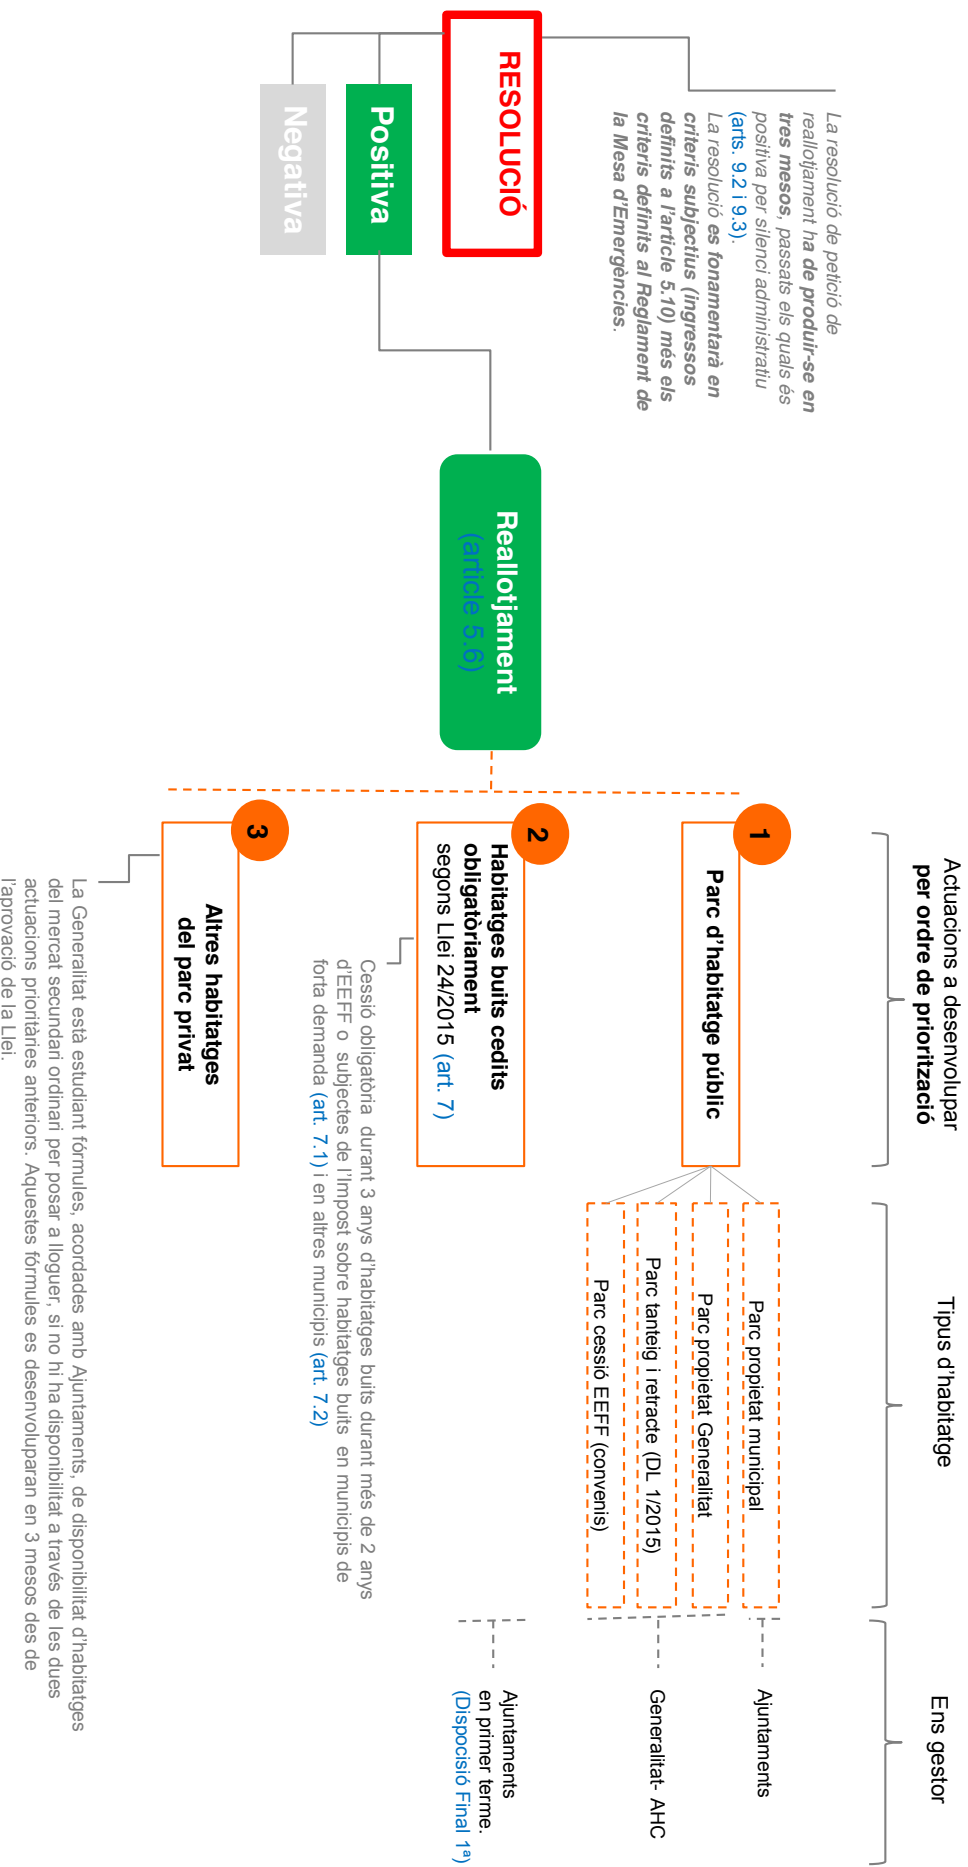 Actuacions a desenvolupar
per ordre de priorització
Tipus d'habitatge
Ens gestor
La resolució de petició de
reallotjament ha de produir-se en
tres mesos, passats els quals és
positiva per silenci administratiu
(arts. 9.2 i 9.3).
La resolució es fonamentarà en
criteris subjectius (ingressos
definits a l'article 5.10) més els
criteris definits al Reglament de
la Mesa d'Emergències.
RESOLUCIÓ
Positiva
Negativa
Reallotjament
(article 5.6)
1
Parc d'habitatge públic
Parc propietat municipal
Parc propietat Generalitat
Parc tanteig i retracte (DL 1/2015)
Parc cessió EEFF (convenis)
Ajuntaments
Generalitat- AHC
2
Habitatges buits cedits
obligatòriament
segons Llei 24/2015 (art. 7)
Ajuntaments
en primer terme.
(Dispocisió Final 1ª)
Cessió obligatòria durant 3 anys d'habitatges buits durant més de 2 anys
d'EEFF o subjectes de l'Impost sobre habitatges buits en municipis de
forta demanda (art. 7.1) i en altres municipis (art. 7.2)
3
Altres habitatges
del parc privat
La Generalitat està estudiant fórmules, acordades amb Ajuntaments, de disponibilitat d'habitatges
del mercat secundari ordinari per posar a lloguer, si no hi ha disponibilitat a través de les dues
actuacions prioritàries anteriors. Aquestes fórmules es desenvoluparan en 3 mesos des de
l'aprovació de la Llei.